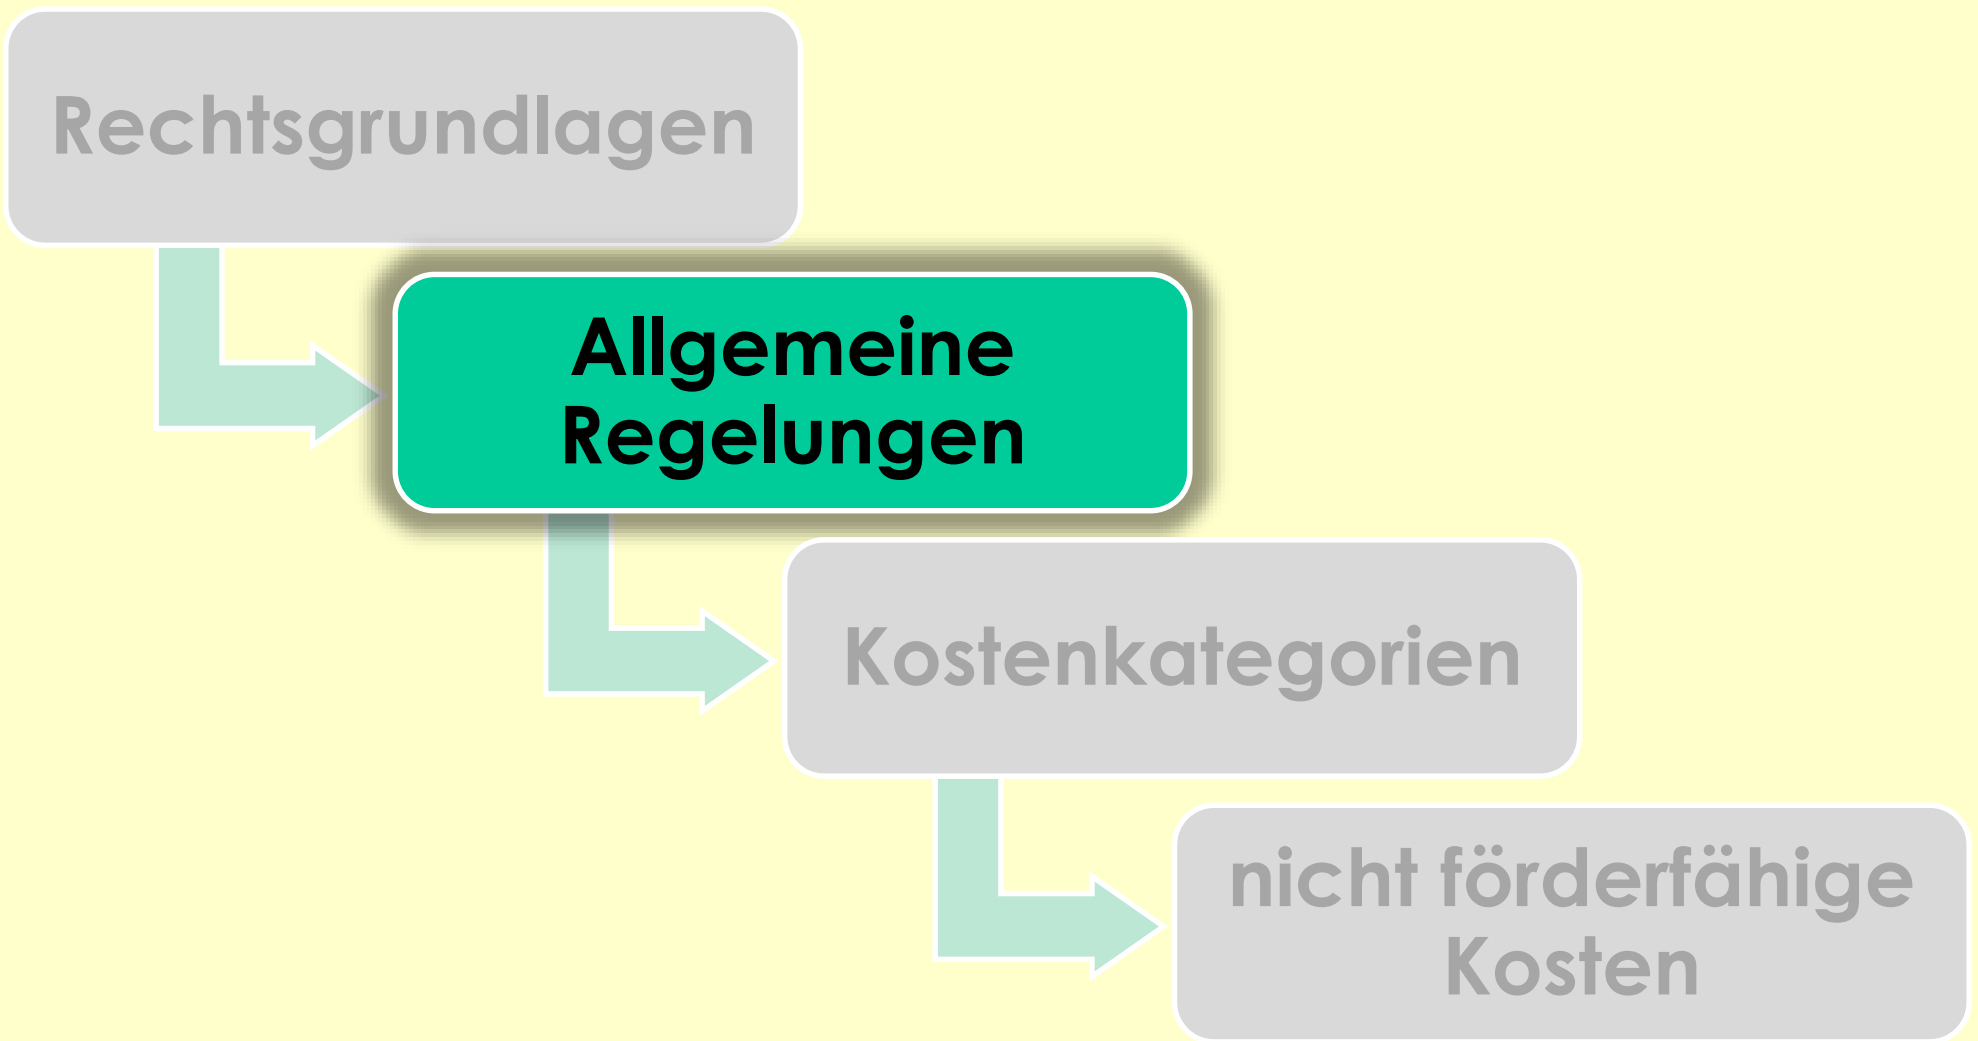 Rechtsgrundlagen
Allgemeine
Regelungen
Kostenkategorien
nicht förderfähige
Kosten